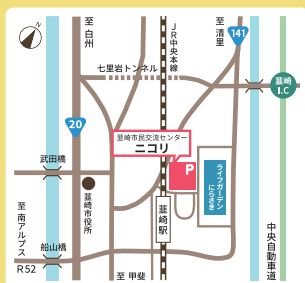 至白州
JR中央本線
至清里
141
七里岩トンネル
韮崎
I.C
20
韮崎市民交流センター
ニコリ
P
武田橋
ライフガーデン
にらさき
韮崎市役所
韮崎駅
至南アルプス
船山橋
R52
中央自動車道
至 甲斐